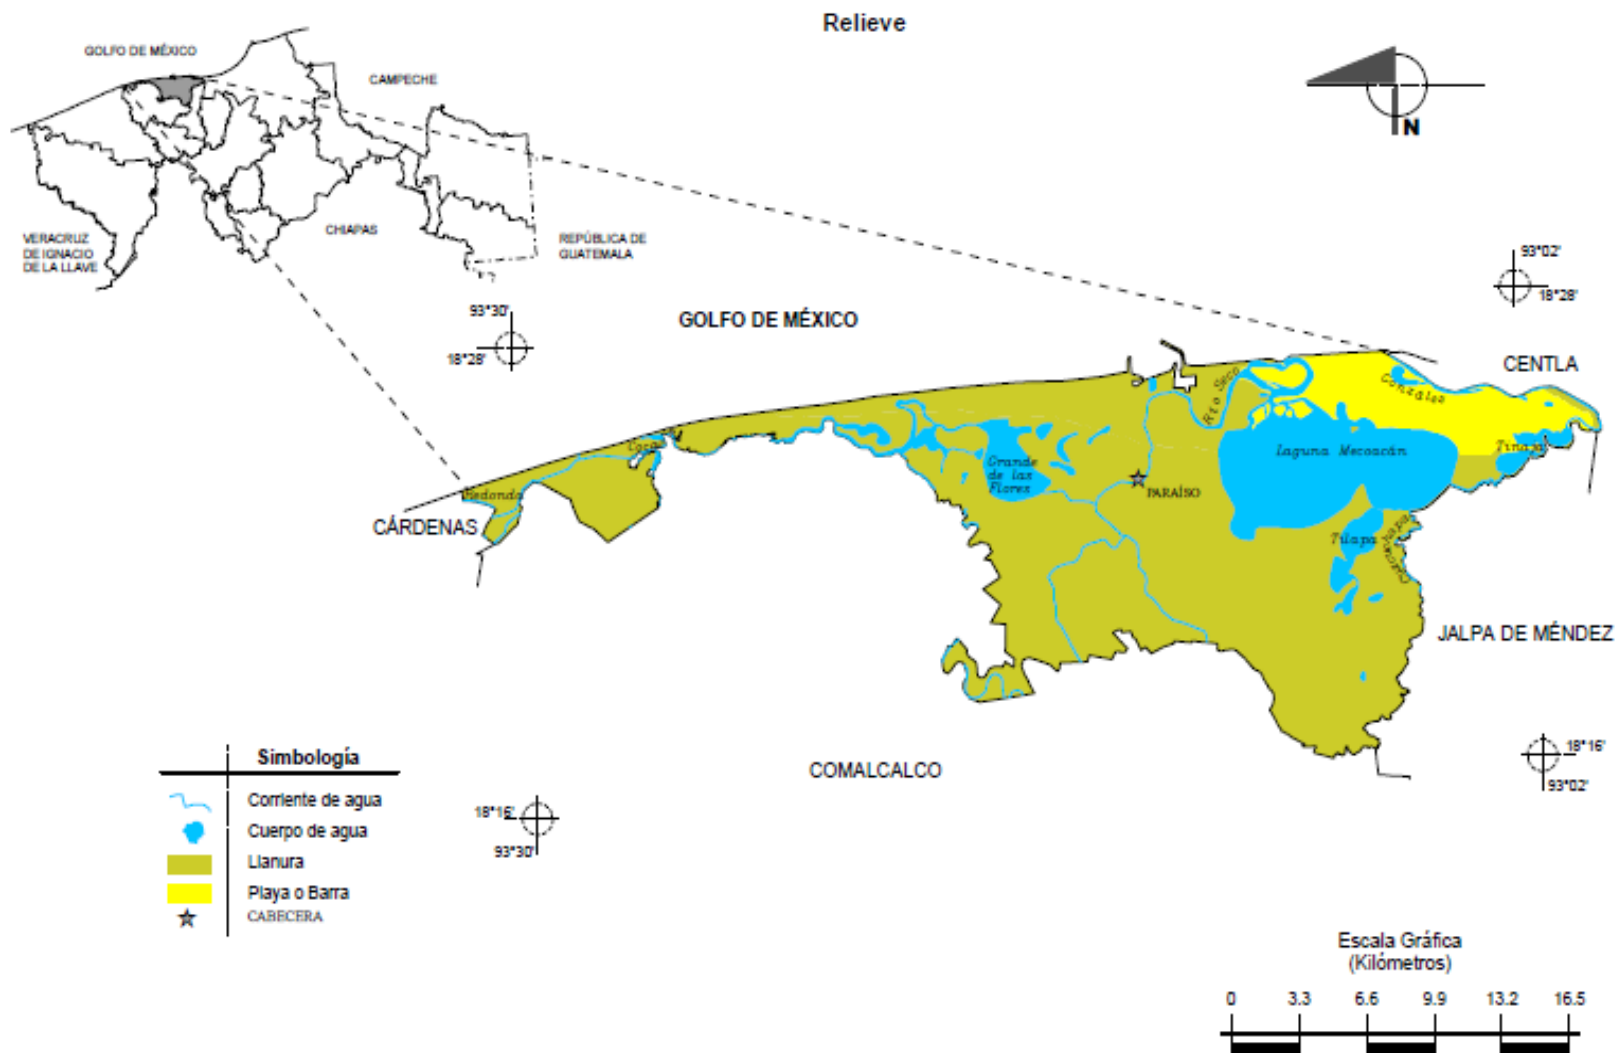 Relieve
GOLFO DE MÉXICO
CAMPECHE
N
VERACRUZ
DE IGNACIO
DE LA LLAVE
CHIAPAS
REPÚBLICA DE
GUATEMALA
93°02'
18°28'
93°30'
18°28'
GOLFO DE MÉXICO
CENTLA
González
Río Seco
Laguna Mecoacán
Tinaja
Cocal
Grande
de las
Flores
PARAÍSO
Redondo
CÁRDENAS
Tilapa
Cuxcuchapa
JALPA DE MÉNDEZ
18°16'
93°02'
COMALCALCO
18°16'
93°30'
Simbología
Corriente de agua
Cuerpo de agua
Llanura
Playa o Barra
CABECERA
Escala Gráfica
(Kilómetros)
0 3.3 6.6 9.9 13.2 16.5